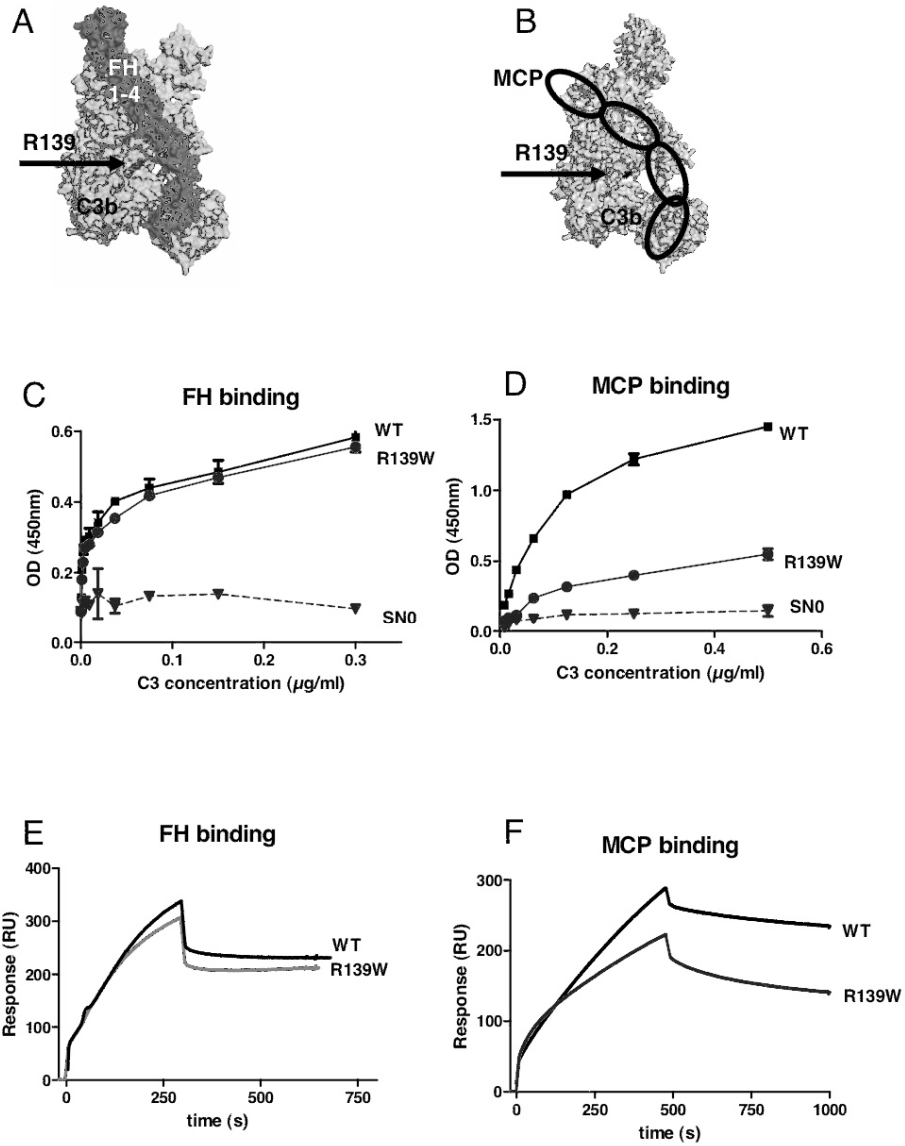 A
FH
1-4
R139
C3b
B
MCP
R139
C3b
C
FH binding
OD (450nm)
0.6
0.4
0.2
0.0
0.0
0.1
0.2
0.3
C3 concentration (µg/ml)
WT
R139W
SN0
D
MCP binding
OD (450nm)
1.5
1.0
0.5
0.0
0.0
0.2
0.4
0.6
C3 concentration (µg/ml)
WT
R139W
SN0
E
FH binding
Response (RU)
400
300
200
100
0
0
250
500
750
time (s)
WT
R139W
F
MCP binding
Response (RU)
300
200
100
0
0
250
500
750
1000
time (s)
WT
R139W